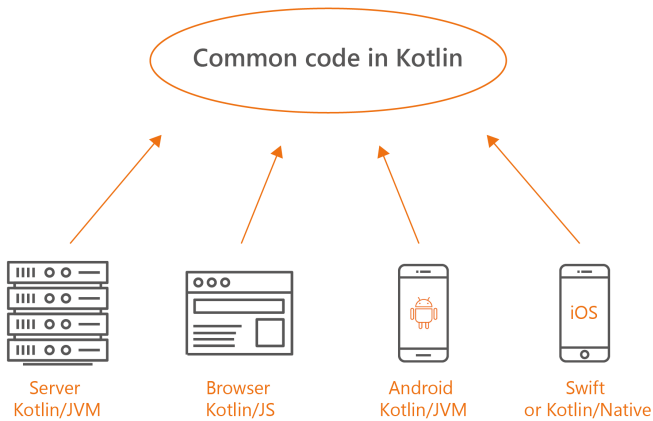 Common code in Kotlin
iOS
Server
Kotlin/JVM
Browser
Kotlin/JS
Android
Kotlin/JVM
Swift
or Kotlin/Native